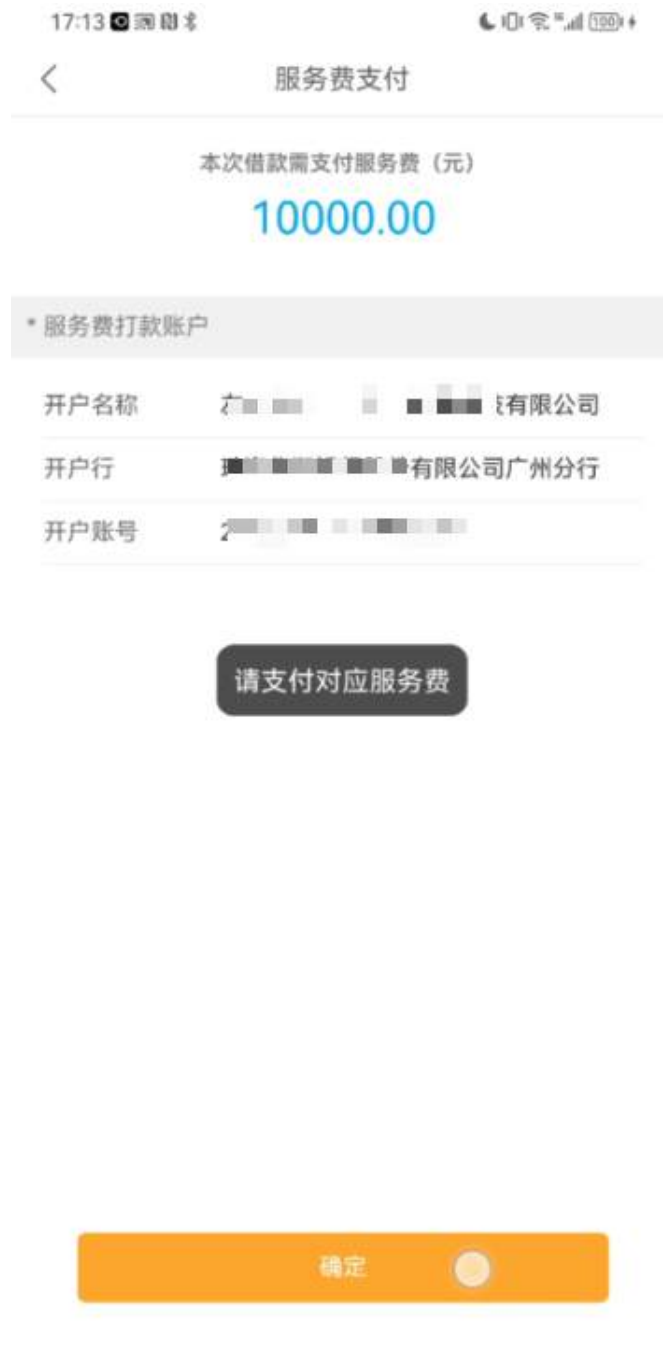 17:13
100
服务费支付
本次借款需支付服务费（元）
10000.00
* 服务费打款账户
开户名称 有限公司
开户行 有限公司广州分行
开户账号 2
请支付对应服务费
确定